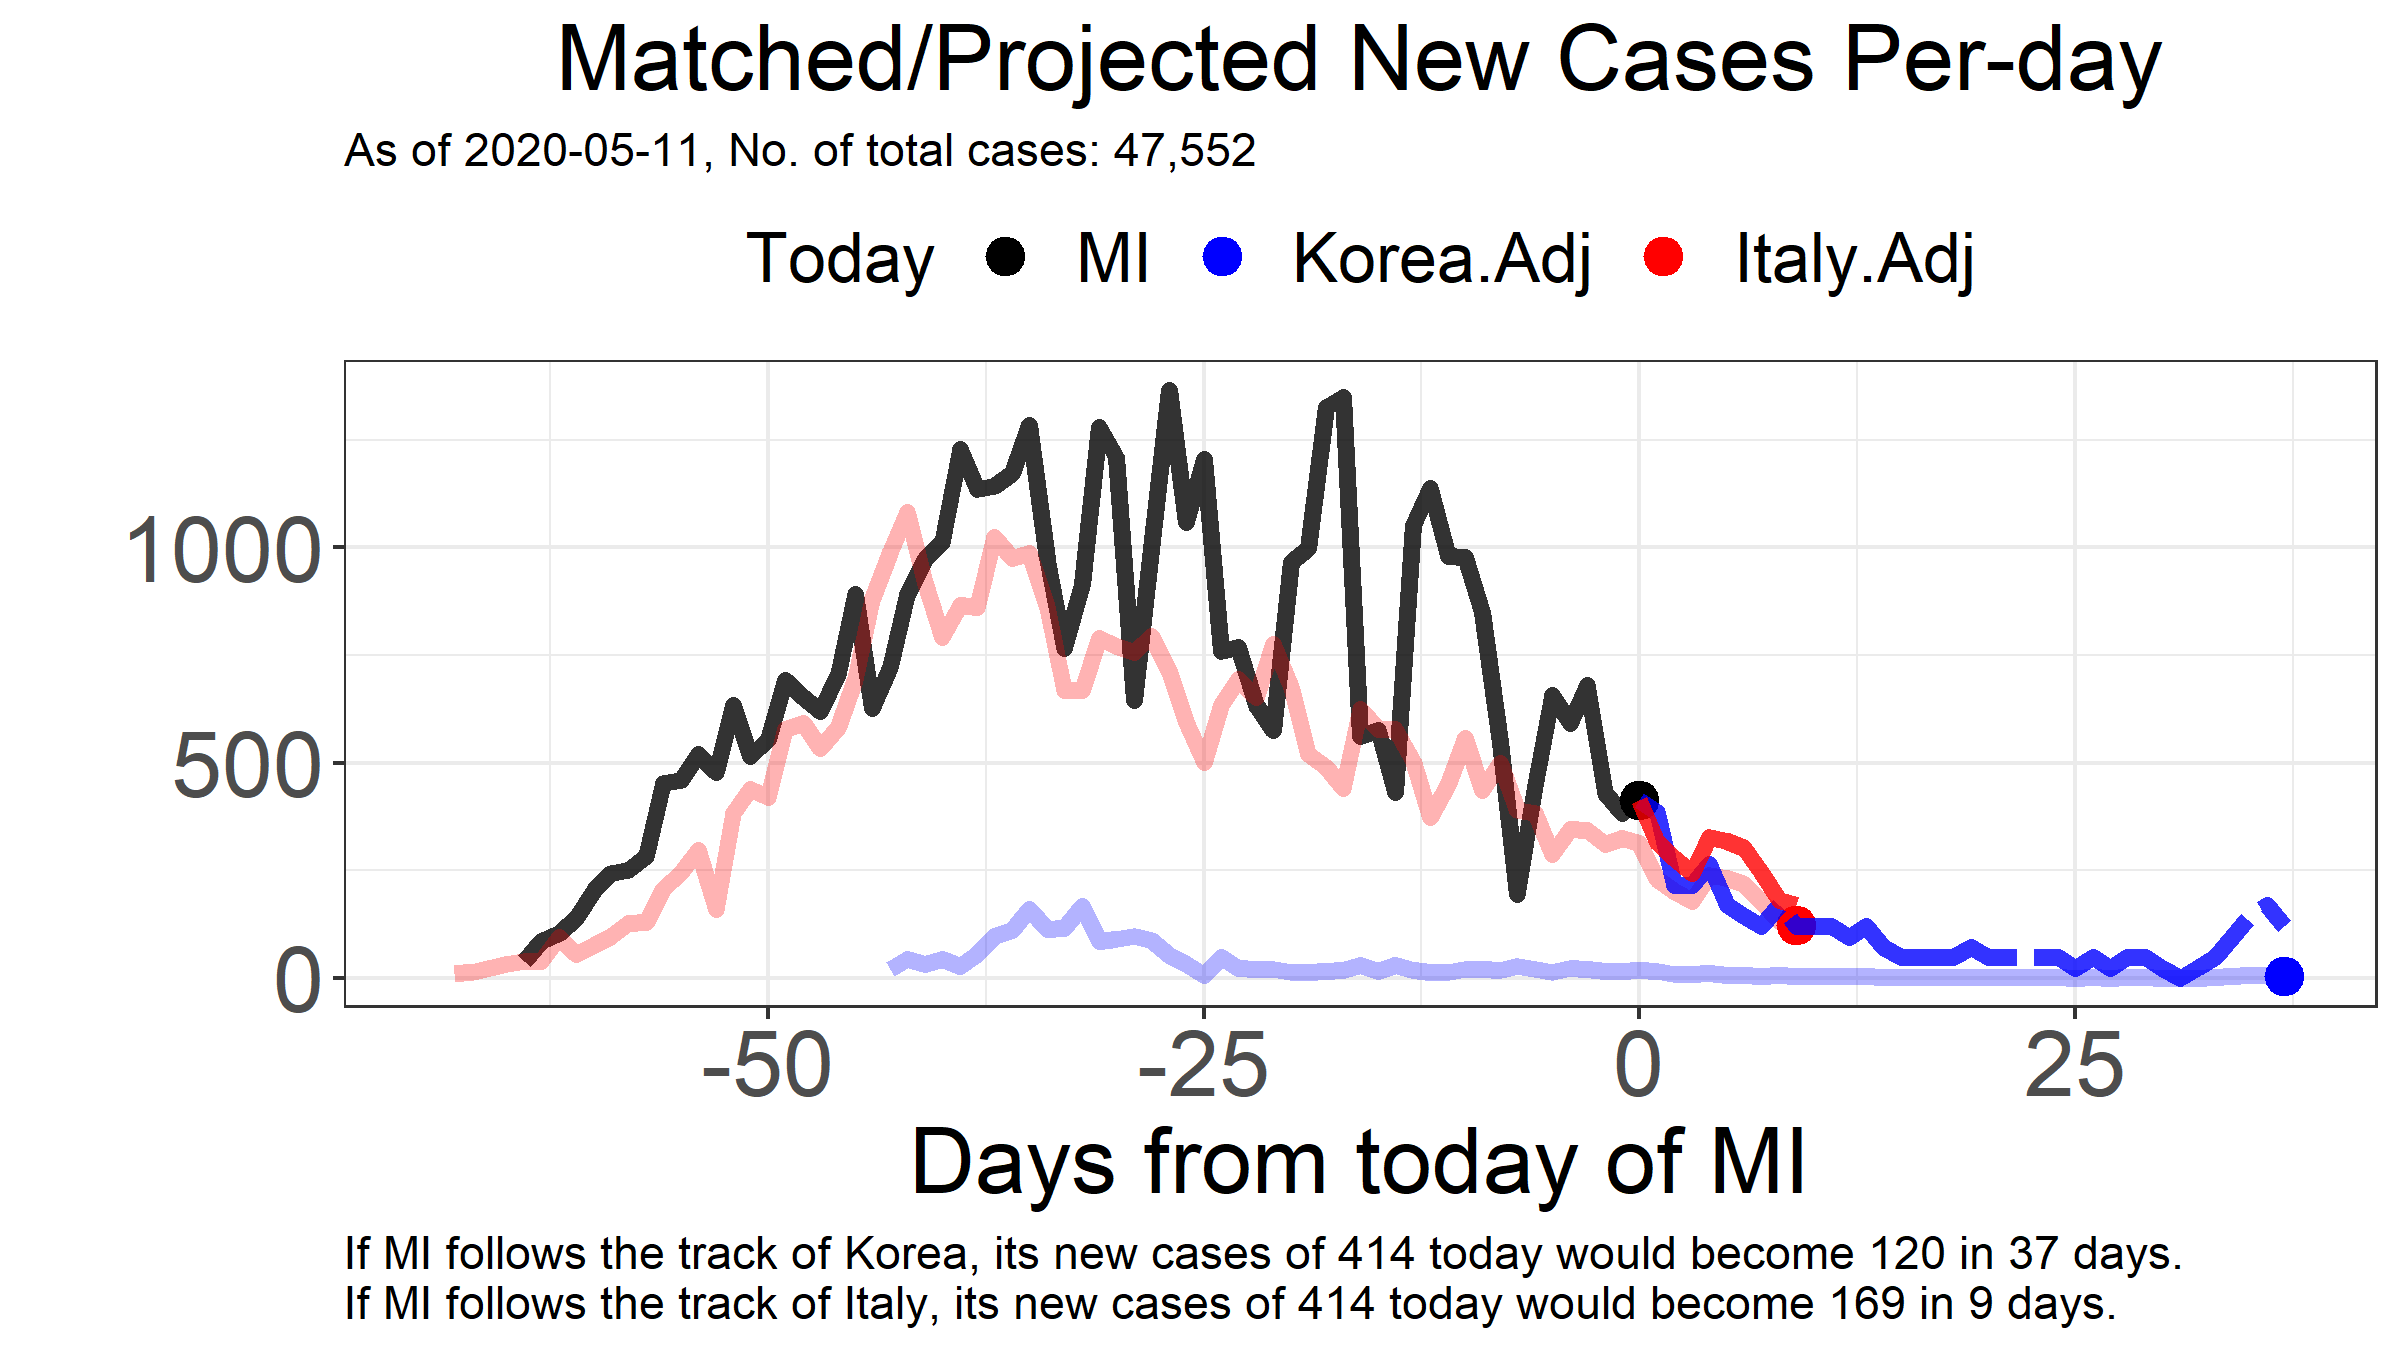 Matched/Projected New Cases Per-day
As of 2020-05-11, No. of total cases: 47,552
Today MI Korea.Adj Italy.Adj
1000
500
0
-50 -25 0 25
Days from today of MI
If MI follows the track of Korea, its new cases of 414 today would become 120 in 37 days.
If MI follows the track of Italy, its new cases of 414 today would become 169 in 9 days.